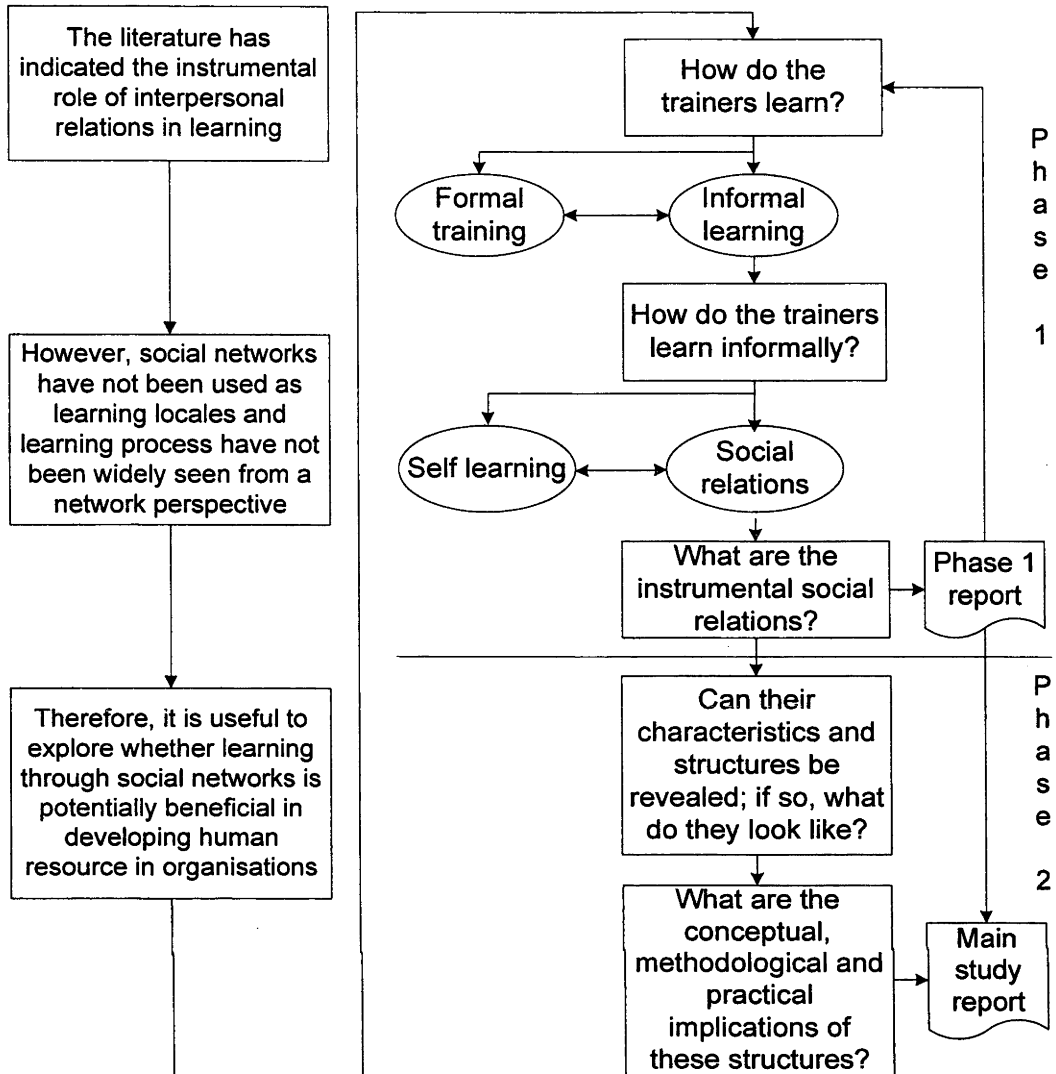 The literature has
indicated the instrumental
role of interpersonal
relations in learning
However, social networks
have not been used as
learning locales and
learning process have not
been widely seen from a
network perspective
Therefore, it is useful to
explore whether learning
through social networks is
potentially beneficial in
developing human
resource in organisations
How do the
trainers learn?
Formal
training
Informal
learning
How do the trainers
learn informally?
Self learning
Social
relations
What are the
instrumental social
relations?
Phase 1
report
Phase 1
Can their
characteristics and
structures be
revealed; if so, what
do they look like?
What are the
conceptual,
methodological and
practical
implications of
these structures?
Main
study
report
Phase 2